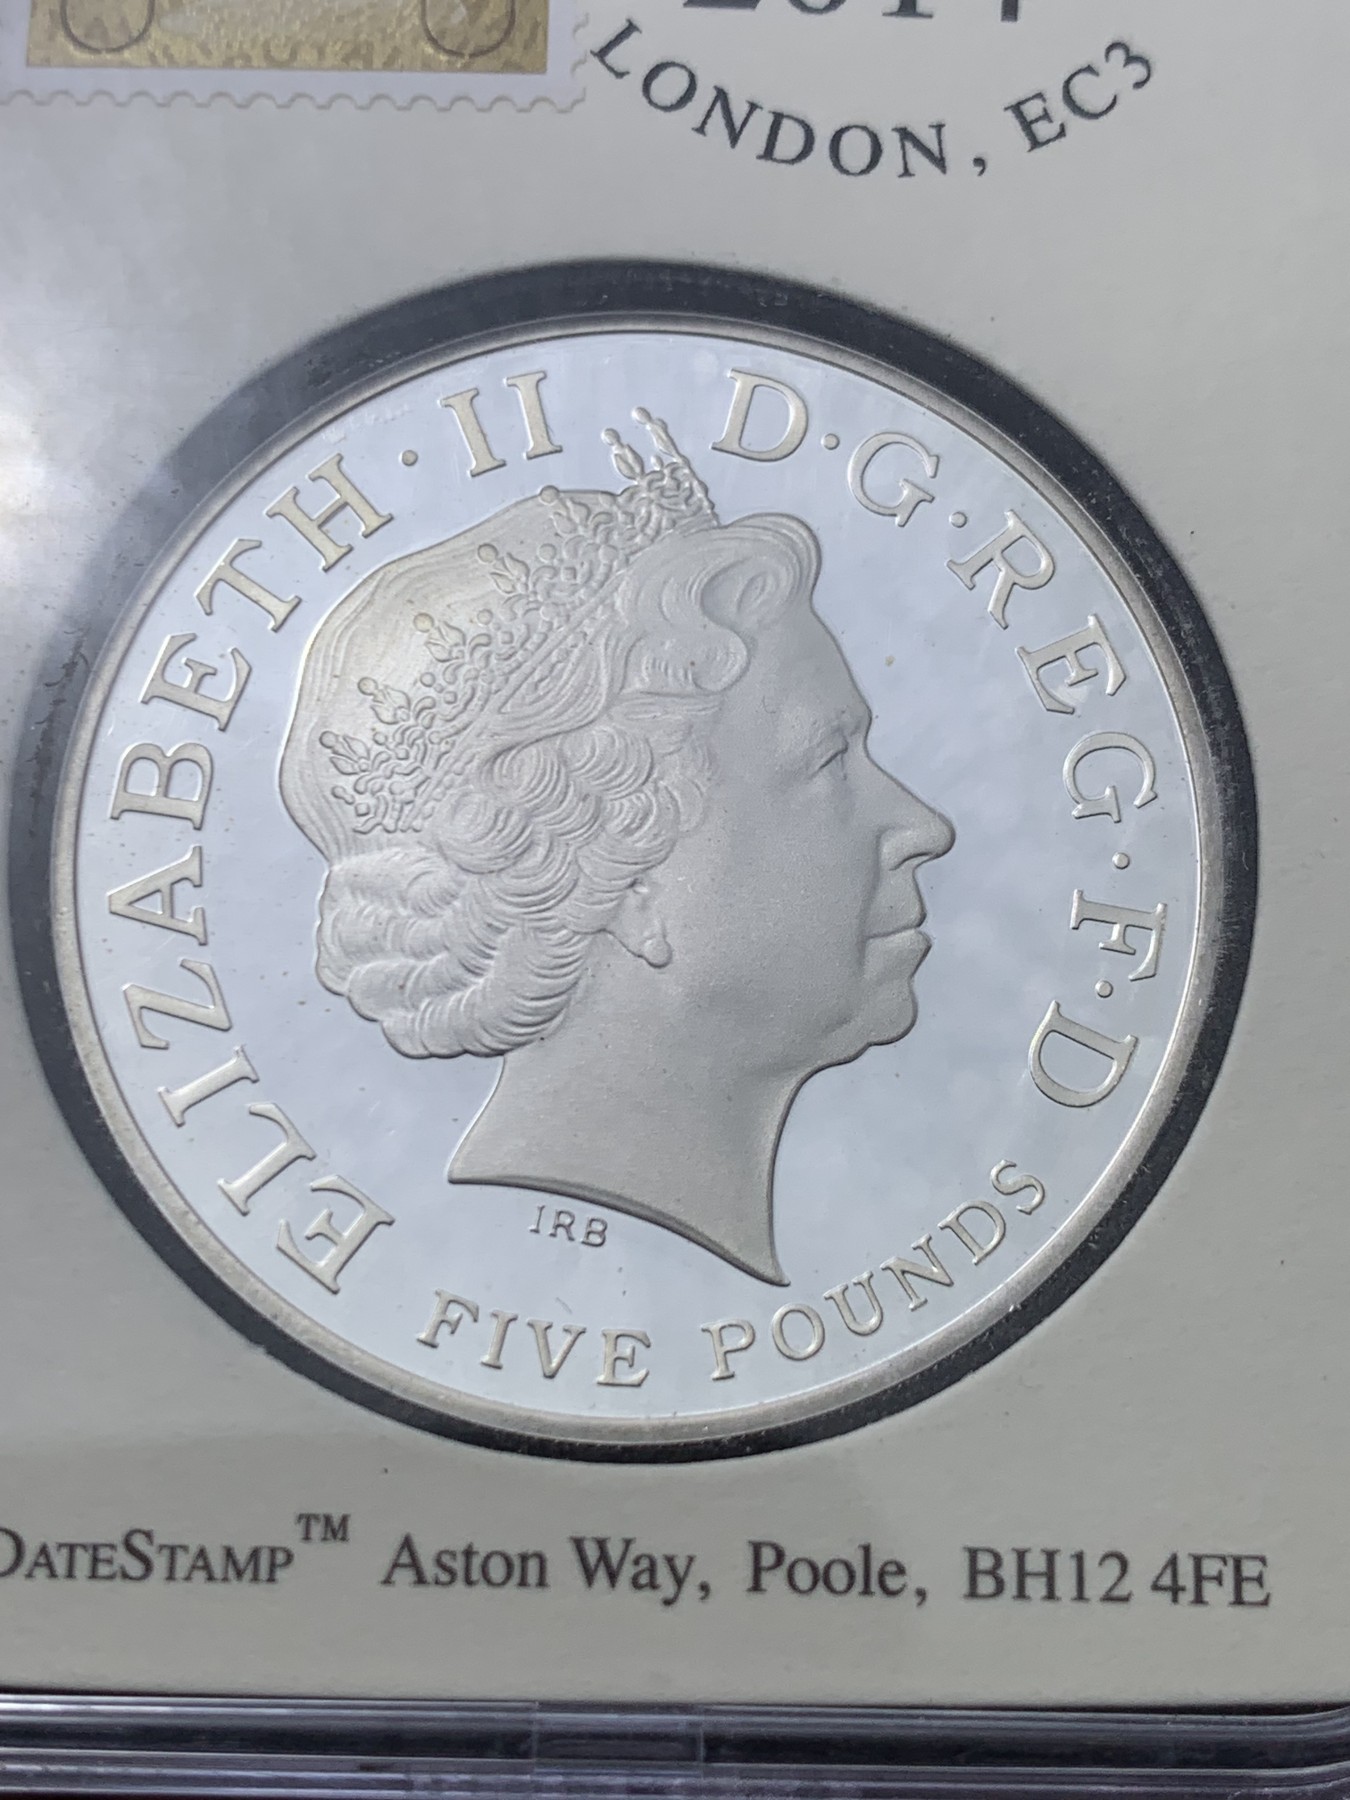 LONDON, EC3
ELIZABETH · II D · G · REG · F · D
FIVE POUNDS
IRB
DATESTAMP™ Aston Way, Poole, BH12 4FE